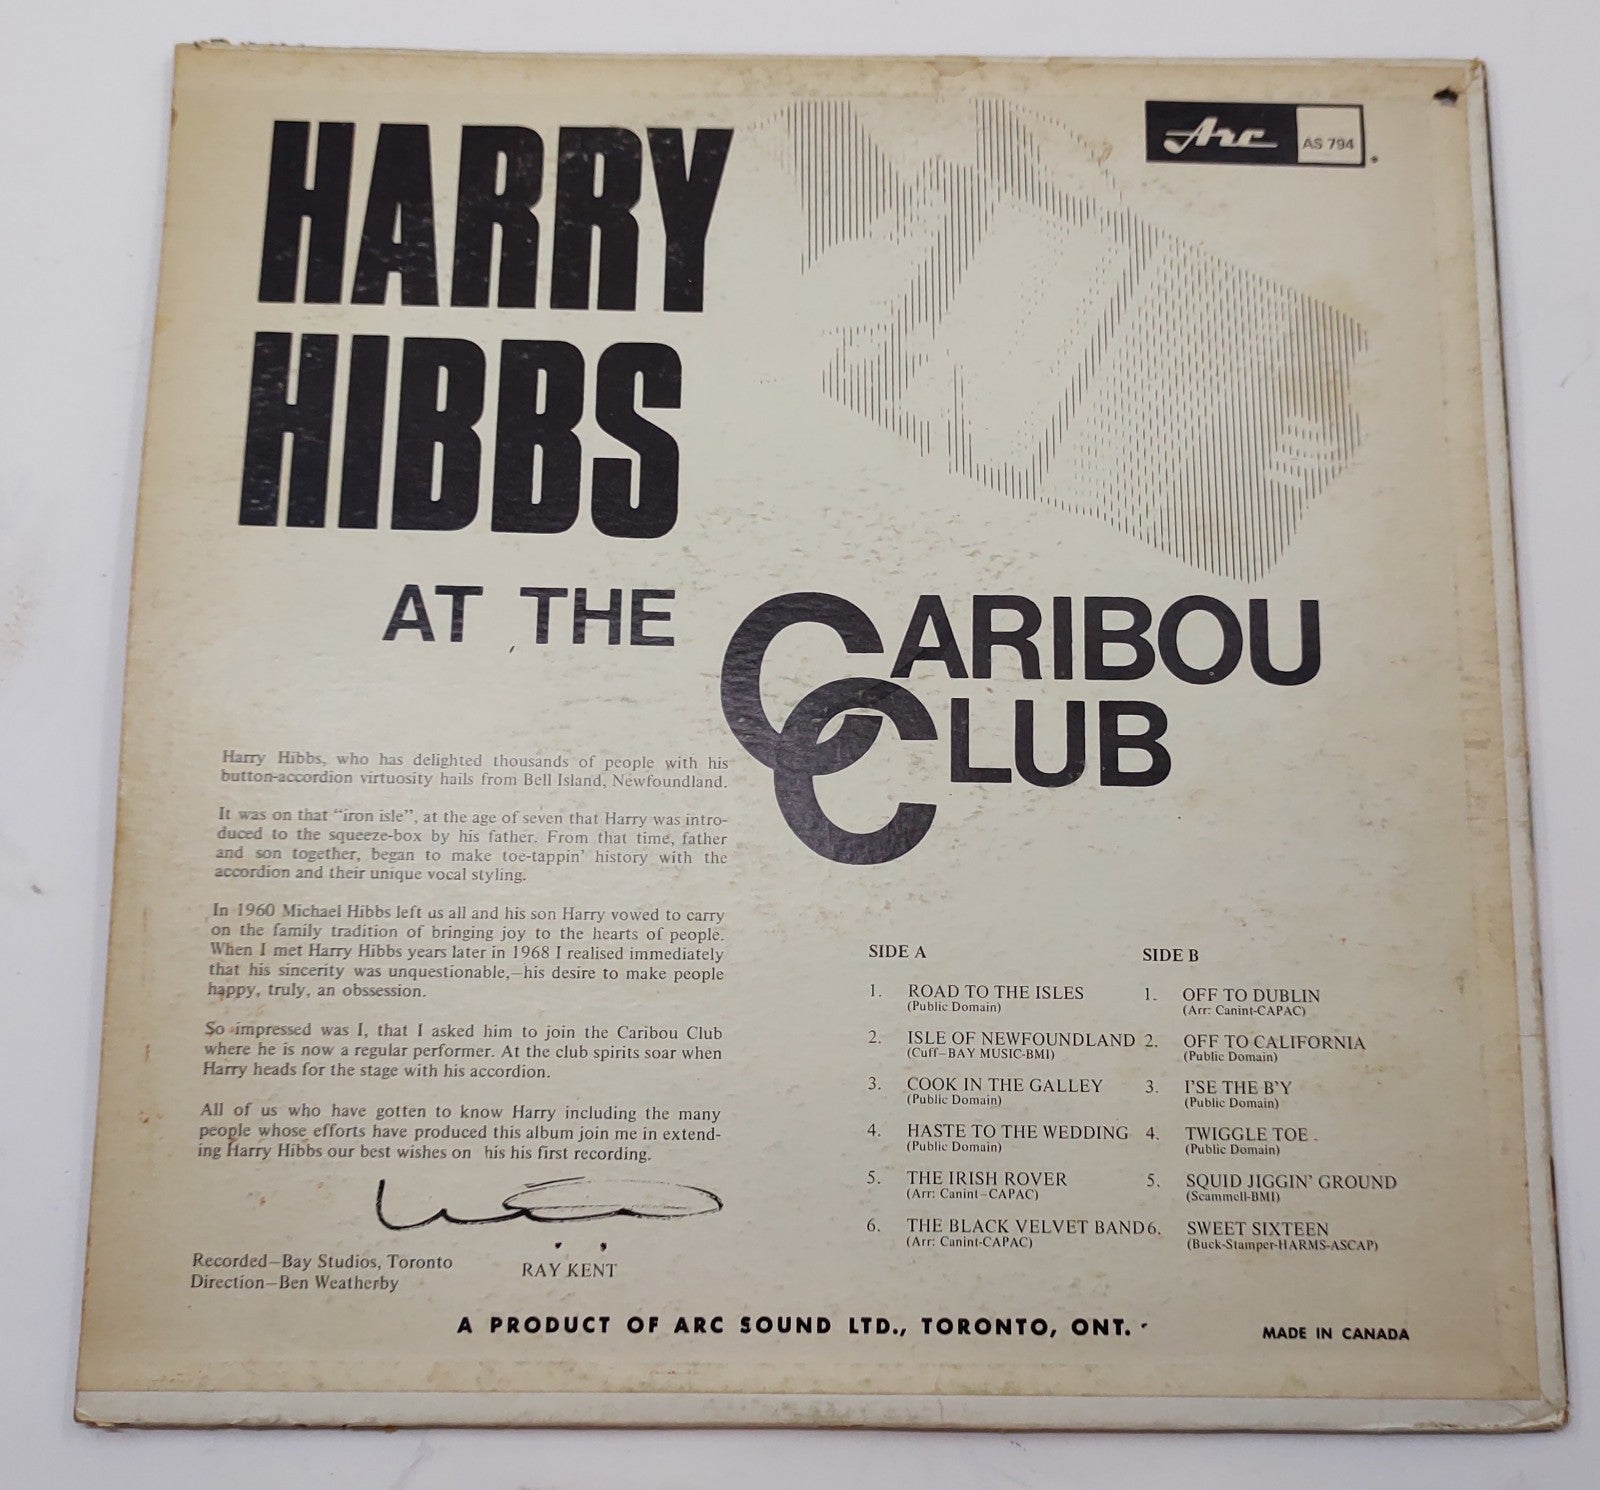 HARRY
HIBBS
AT THE
CARIBOU
CLUB
Arc
AS 794
Harry Hibbs, who has delighted thousands of people with his
button-accordion virtuosity hails from Bell Island, Newfoundland.
It was on that “iron isle”, at the age of seven that Harry was intro-
duced to the squeeze-box by his father. From that time, father
and son together, began to make toe-tappin’ history with the
accordion and their unique vocal styling.
In 1960 Michael Hibbs left us all and his son Harry vowed to carry
on the family tradition of bringing joy to the hearts of people.
When I met Harry Hibbs years later in 1968 I realised immediately
that his sincerity was unquestionable,—his desire to make people
happy, truly, an obssession.
So impressed was I, that I asked him to join the Caribou Club
where he is now a regular performer. At the club spirits soar when
Harry heads for the stage with his accordion.
All of us who have gotten to know Harry including the many
people whose efforts have produced this album join me in extend-
ing Harry Hibbs our best wishes on his his first recording.
RAY KENT
Recorded—Bay Studios, Toronto
Direction—Ben Weatherby
SIDE A
1. ROAD TO THE ISLES
(Public Domain)
2. ISLE OF NEWFOUNDLAND
(Cuff—BAY MUSIC-BMI)
3. COOK IN THE GALLEY
(Public Domain)
4. HASTE TO THE WEDDING
(Public Domain)
5. THE IRISH ROVER
(Arr: Canint—CAPAC)
6. THE BLACK VELVET BAND
(Arr: Canint-CAPAC)
SIDE B
1. OFF TO DUBLIN
(Arr: Canint-CAPAC)
2. OFF TO CALIFORNIA
(Public Domain)
3. I'SE THE B'Y
(Public Domain)
4. TWIGGLE TOE .
(Public Domain)
5. SQUID JIGGIN' GROUND
(Scammell-BMI)
6. SWEET SIXTEEN
(Buck-Stamper-HARMS-ASCAP)
A PRODUCT OF ARC SOUND LTD., TORONTO, ONT.
MADE IN CANADA